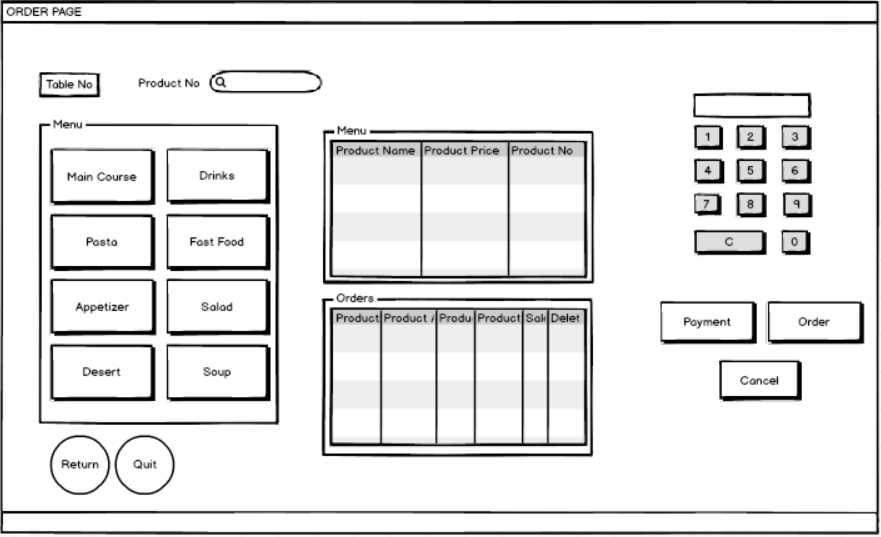 ORDER PAGE
Table No
Product No
Menu
Main Course
Drinks
Pasta
Fast Food
Appetizer
Salad
Desert
Soup
Return
Quit
Menu
Product Name Product Price Product No
Orders
Product Product A Produ Product Sal Delet
1 2 3
4 5 6
7 8 9
C 0
Payment
Order
Cancel